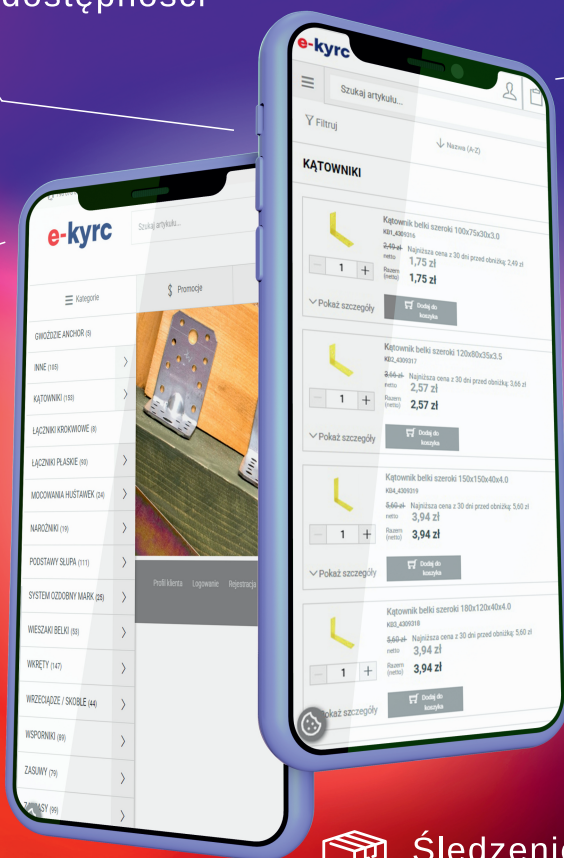 dostępności
e-kyrc
Szukaj artykułu...
Filtruj
Nazwa (A-Z)
KĄTOWNIKI
Kątownik belki szeroki 100x75x30x3.0
K01_4309316
2,49 zł Najniższa cena z 30 dni przed obniżką: 2,49 zł
netto 1,75 zł
Razem (netto) 1,75 zł
1
Pokaż szczegóły
Dodaj do koszyka
Kątownik belki szeroki 120x80x35x3.5
K02_4309317
3,66 zł Najniższa cena z 30 dni przed obniżką: 3,66 zł
netto 2,57 zł
Razem (netto) 2,57 zł
1
Pokaż szczegóły
Dodaj do koszyka
Kątownik belki szeroki 150x150x40x4.0
K04_4309319
5,60 zł Najniższa cena z 30 dni przed obniżką: 5,60 zł
netto 3,94 zł
Razem (netto) 3,94 zł
1
Pokaż szczegóły
Dodaj do koszyka
Kątownik belki szeroki 180x120x40x4.0
K03_4309318
5,60 zł Najniższa cena z 30 dni przed obniżką: 5,60 zł
netto 3,94 zł
Razem (netto) 3,94 zł
1
Pokaż szczegóły
Dodaj do koszyka
e-kyrc
Szukaj artykułu...
Kategorie
Promocje
GWOŹDZIE ANCHOR (5)
INNE (105)
KĄTOWNIKI (153)
ŁĄCZNIKI KROKWIOWE (8)
ŁĄCZNIKI PŁASKIE (93)
MOCOWANIA HUŚTAWEK (24)
NAROŻNIKI (19)
PODSTAWY SŁUPA (111)
SYSTEM OZDOBNY MARK (25)
WIESZAKI BELKI (53)
WKRĘTY (147)
WRZECIĄDZE / SKOBLE (44)
WSPORNIKI (89)
ZASUWY (79)
(99)
Profil klienta Logowanie Rejestracja
Śledzenie